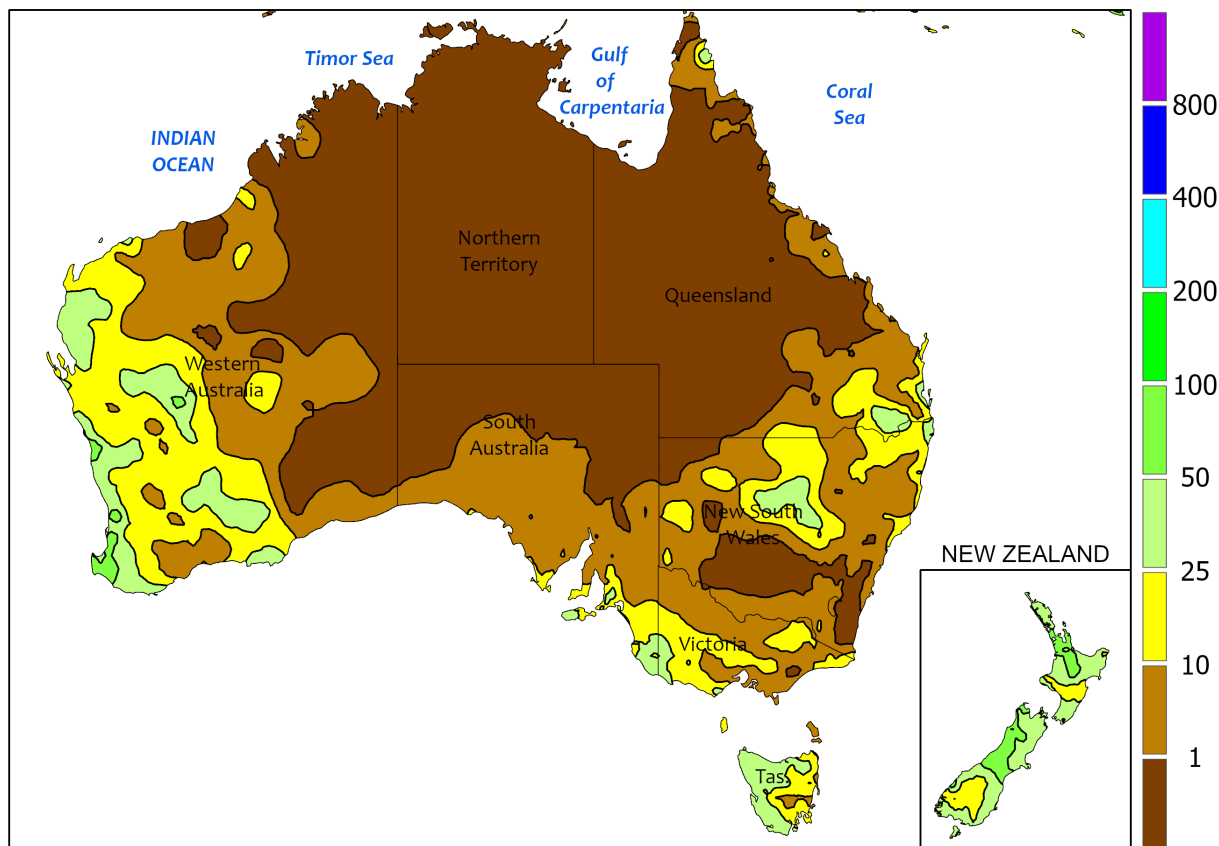 Timor Sea
Gulf
of
Carpentaria
Coral
Sea
INDIAN
OCEAN
Northern
Territory
Queensland
Western
Australia
South
Australia
New South
Wales
Victoria
Tas.
NEW ZEALAND
800
400
200
100
50
25
10
1